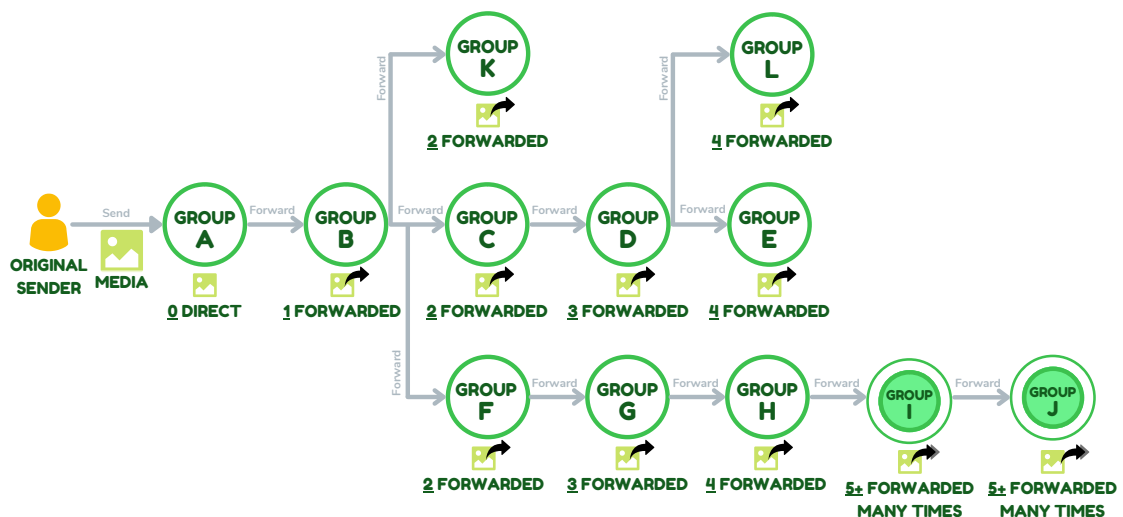 GROUP
K
Forward
2 FORWARDED
GROUP
L
Forward
4 FORWARDED
ORIGINAL
SENDER
Send
MEDIA
GROUP
A
0 DIRECT
Forward
GROUP
B
1 FORWARDED
Forward
GROUP
C
2 FORWARDED
Forward
GROUP
D
3 FORWARDED
Forward
GROUP
E
4 FORWARDED
Forward
GROUP
F
2 FORWARDED
Forward
GROUP
G
3 FORWARDED
Forward
GROUP
H
4 FORWARDED
Forward
GROUP
I
5+ FORWARDED
MANY TIMES
Forward
GROUP
J
5+ FORWARDED
MANY TIMES